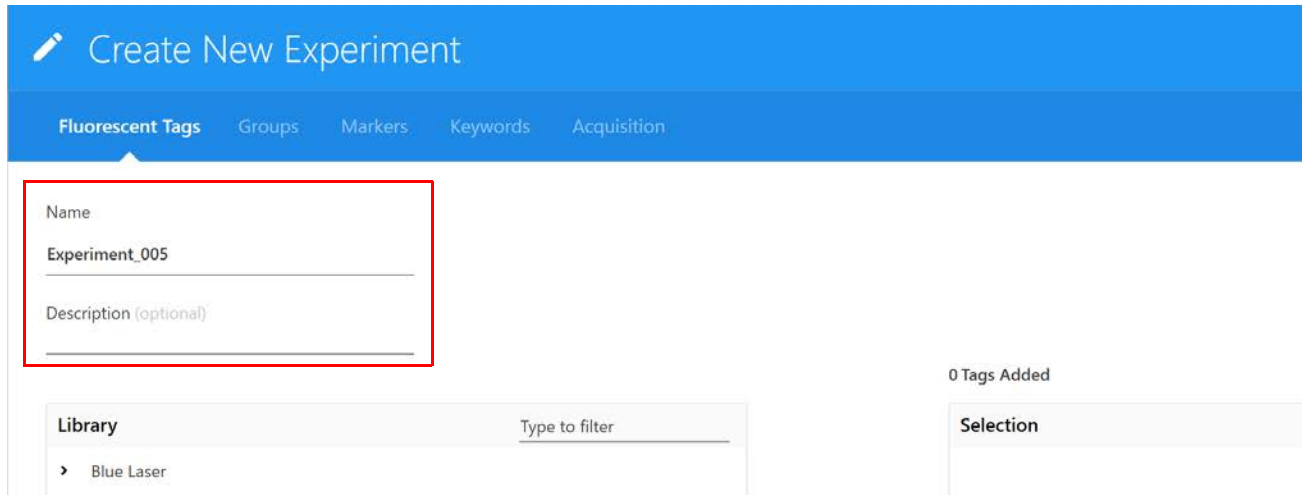 Create New Experiment
Fluorescent Tags Groups Markers Keywords Acquisition
Name
Experiment_005
Description (optional)
0 Tags Added
Library Type to filter
Selection
Blue Laser